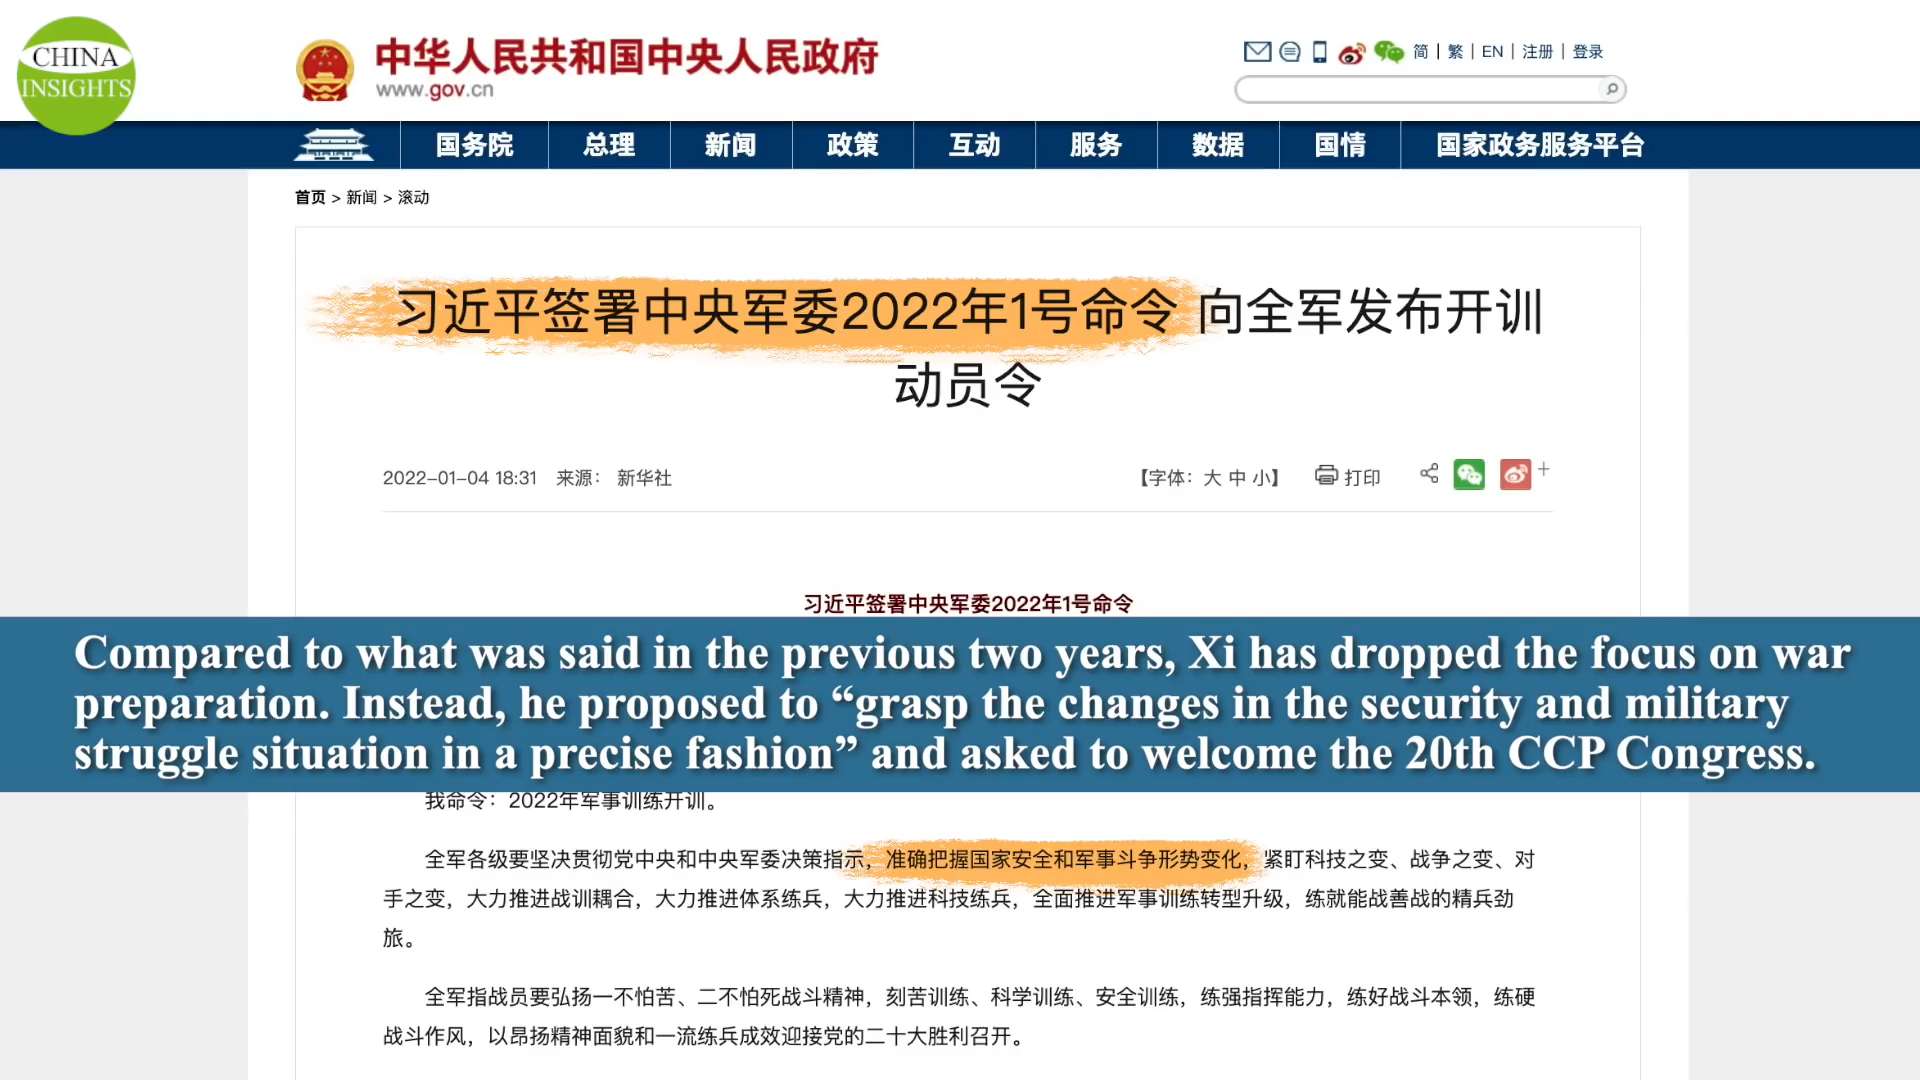 CHINA
INSIGHTS
中华人民共和国中央人民政府
www.gov.cn
简 | 繁 | EN | 注册 | 登录
国务院 总理 新闻 政策 互动 服务 数据 国情 国家政务服务平台
首页 > 新闻 > 滚动
习近平签署中央军委2022年1号命令 向全军发布开训
动员令
2022-01-04 18:31 来源： 新华社 【字体：大 中 小】 打印 +
习近平签署中央军委2022年1号命令
Compared to what was said in the previous two years, Xi has dropped the focus on war
preparation. Instead, he proposed to “grasp the changes in the security and military
struggle situation in a precise fashion” and asked to welcome the 20th CCP Congress.
我命令：2022年军事训练开训。
全军各级要坚决贯彻党中央和中央军委决策指示，准确把握国家安全和军事斗争形势变化，紧盯科技之变、战争之变、对
手之变，大力推进战训耦合，大力推进体系练兵，大力推进科技练兵，全面推进军事训练转型升级，练就能战善战的精兵劲
旅。
全军指战员要弘扬一不怕苦、二不怕死战斗精神，刻苦训练、科学训练、安全训练，练强指挥能力，练好战斗本领，练硬
战斗作风，以昂扬精神面貌和一流练兵成效迎接党的二十大胜利召开。